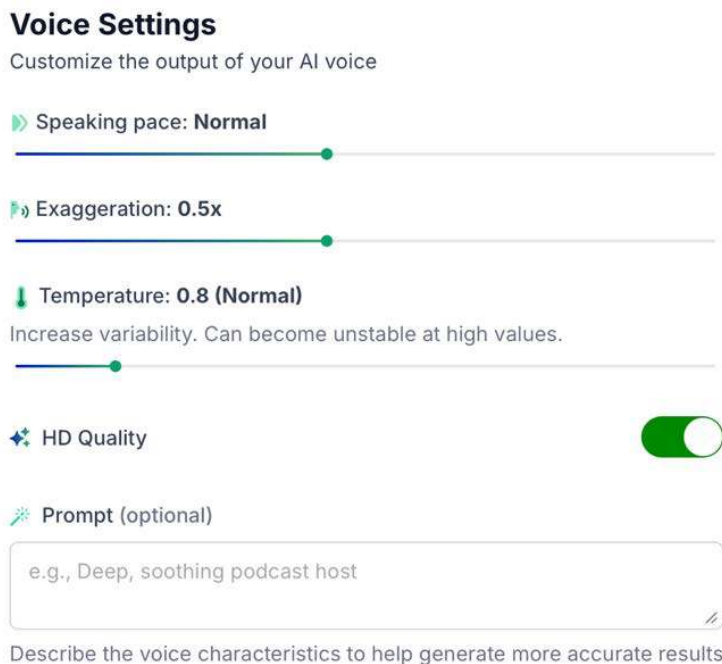 Voice Settings
Customize the output of your AI voice
Speaking pace: Normal
Exaggeration: 0.5x
Temperature: 0.8 (Normal)
Increase variability. Can become unstable at high values.
HD Quality
Prompt (optional)
e.g., Deep, soothing podcast host
Describe the voice characteristics to help generate more accurate results